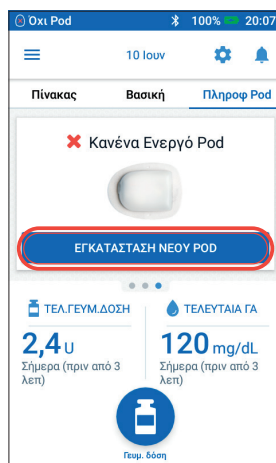 Όχι Pod 100% 20:07
10 Ιουν
Πίνακας Βασική Πληροφ Pod
Κανένα Ενεργό Pod
ΕΓΚΑΤΑΣΤΑΣΗ ΝΕΟΥ POD
ΤΕΛ.ΓΕΥΜ.ΔΟΣΗ
2,4 U
Σήμερα (πριν από 3
λεπ)
ΤΕΛΕΥΤΑΙΑ ΓΑ
120 mg/dL
Σήμερα (πριν από 3
λεπ)
Γευμ. δόση